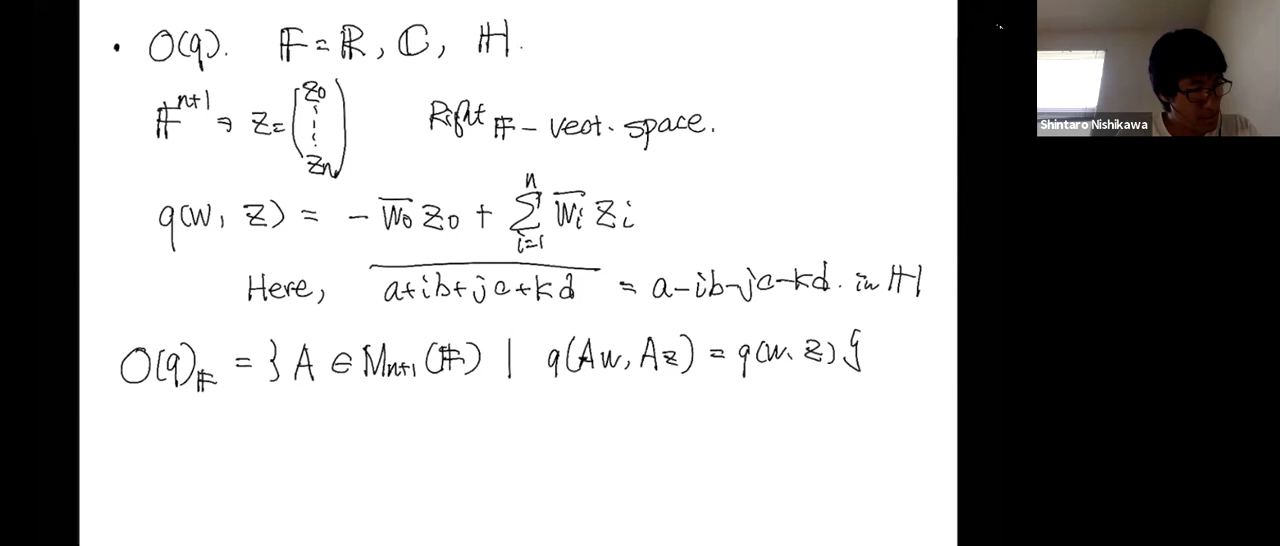 • O(q). 𝔽 = ℝ, ℂ, ℍ.
𝔽^{n+1} ∋ z = (z_0 ⋮ z_n) Right 𝔽 - vect. space.
q(w, z) = - \overline{w_0} z_0 + \sum_{i=1}^{n} \overline{w_i} z_i
Here, \overline{a+ib+jc+kd} = a-ib-jc-kd. in ℍ
O(q)_𝔽 = { A ∈ M_{n+1}(𝔽) | q(Aw, Az) = q(w, z) }
Shintaro Nishikawa